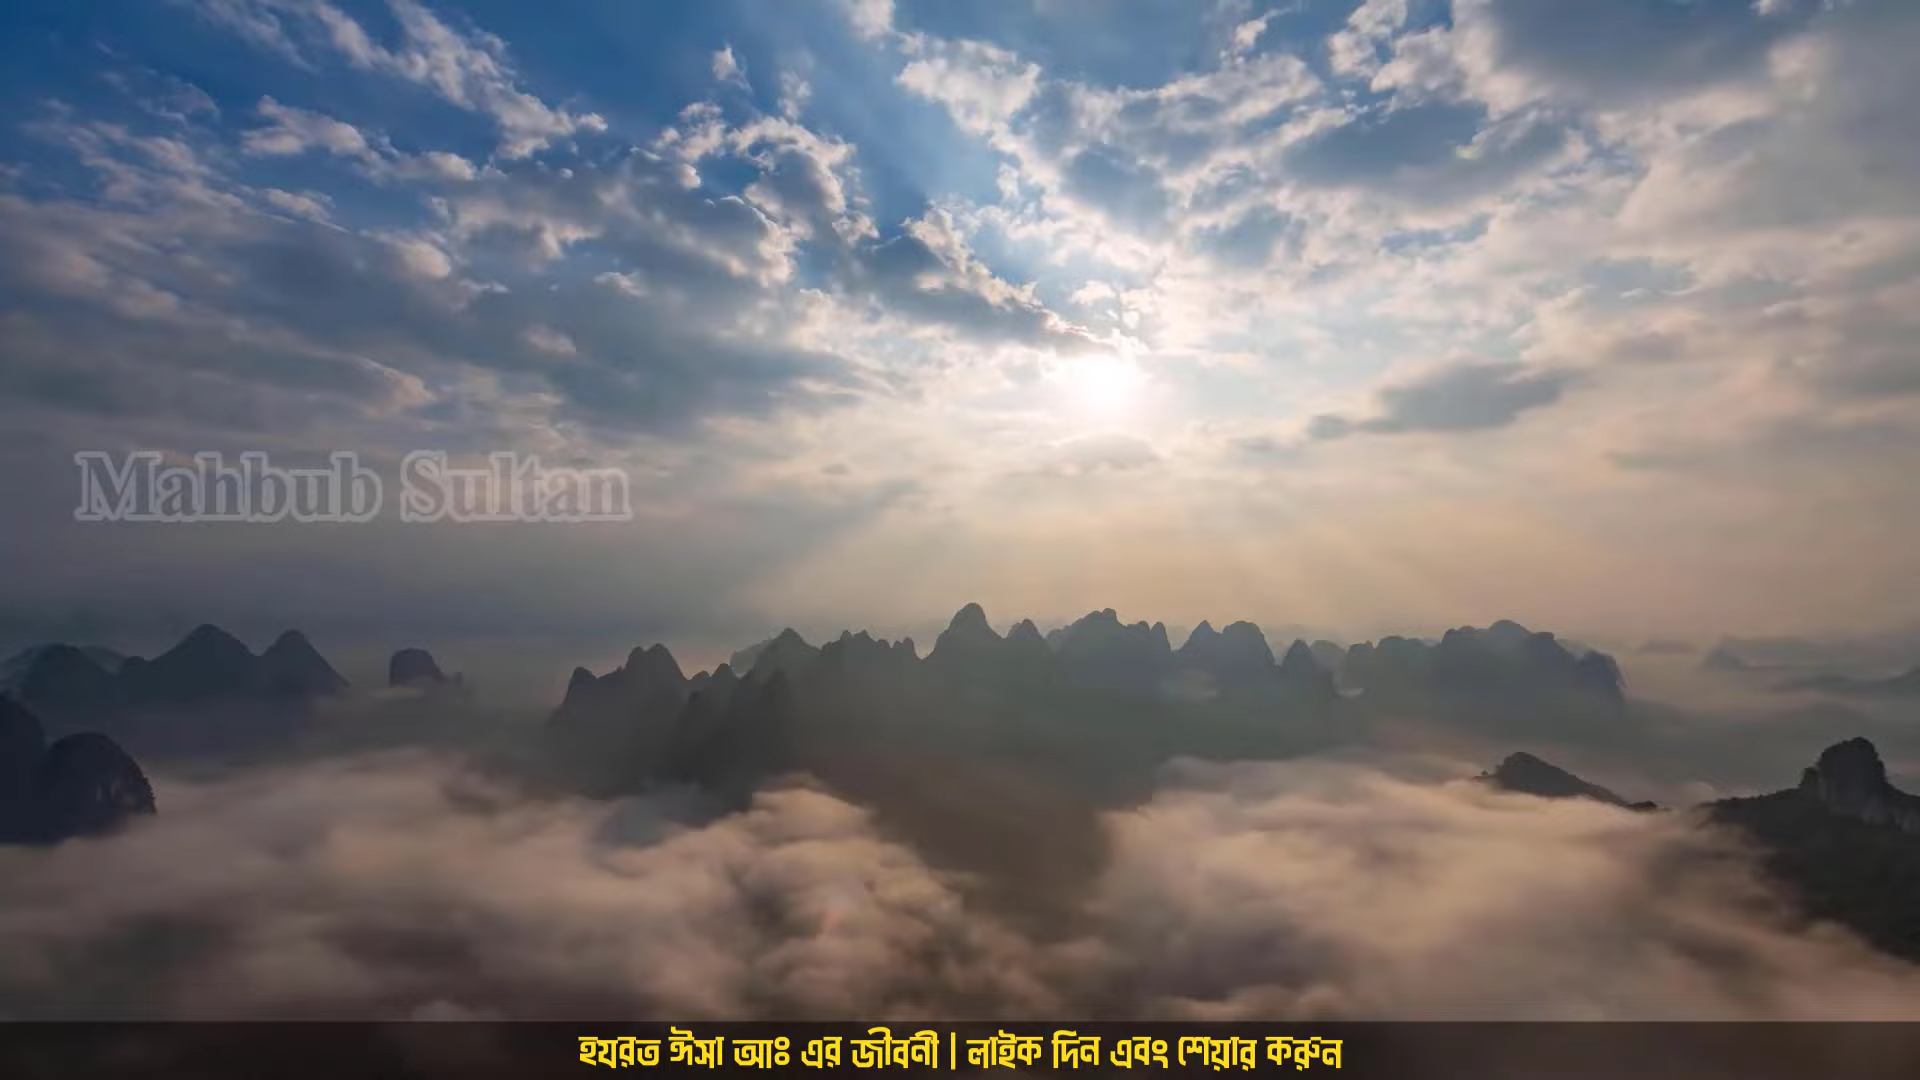 Mahbub Sultan
হযরত ঈসা আঃ এর জীবনী | লাইক দিন এবং শেয়ার করুন